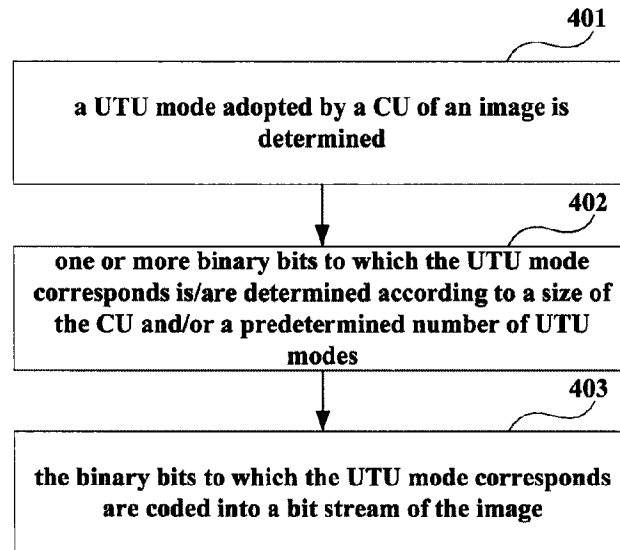 401
a UTU mode adopted by a CU of an image is
determined
402
one or more binary bits to which the UTU mode
corresponds is/are determined according to a size of
the CU and/or a predetermined number of UTU
modes
403
the binary bits to which the UTU mode corresponds
are coded into a bit stream of the image